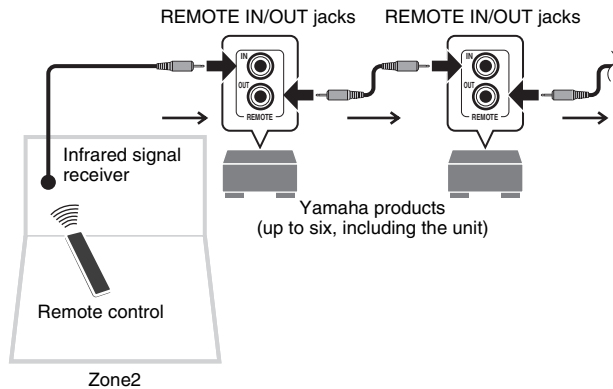 REMOTE IN/OUT jacks
REMOTE IN/OUT jacks
IN
OUT
REMOTE
IN
OUT
REMOTE
Infrared signal
receiver
Yamaha products
(up to six, including the unit)
Remote control
Zone2